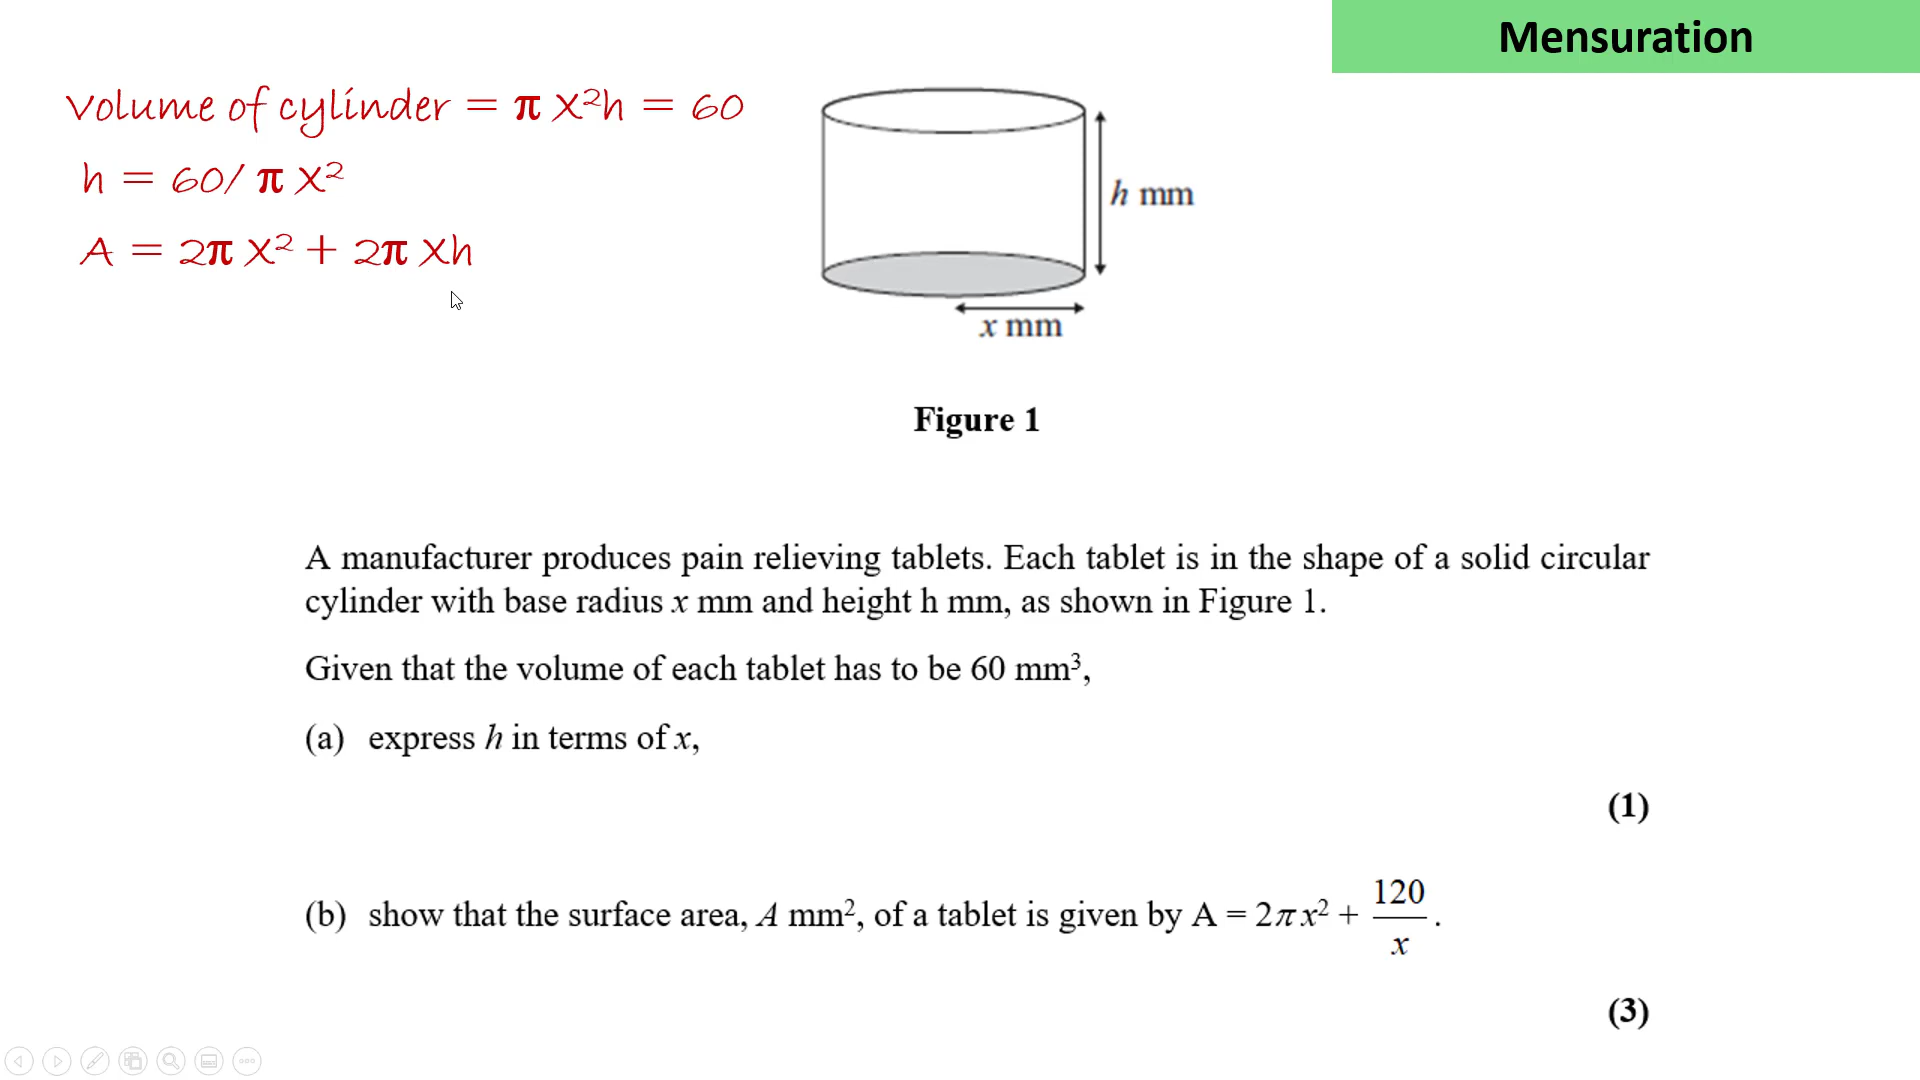 Mensuration
Volume of cylinder = π x²h = 60
h = 60/ π x²
A = 2π x² + 2π xh
h mm
x mm
Figure 1
A manufacturer produces pain relieving tablets. Each tablet is in the shape of a solid circular
cylinder with base radius x mm and height h mm, as shown in Figure 1.
Given that the volume of each tablet has to be 60 mm³,
(a) express h in terms of x,
(1)
(b) show that the surface area, A mm², of a tablet is given by A = 2πx² + 120/x .
(3)